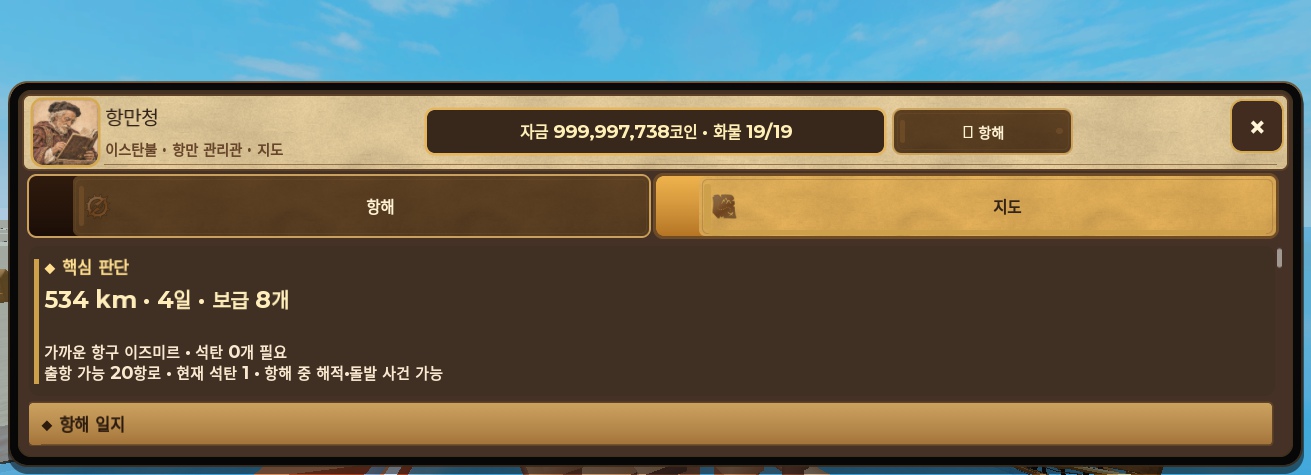 항만청
이스탄불 • 항만 관리관 • 지도
자금 999,997,738코인 • 화물 19/19
항해
×
항해
지도
◆ 핵심 판단
534 km • 4일 • 보급 8개
가까운 항구 이즈미르 • 석탄 0개 필요
출항 가능 20항로 • 현재 석탄 1 • 항해 중 해적•돌발 사건 가능
◆ 항해 일지